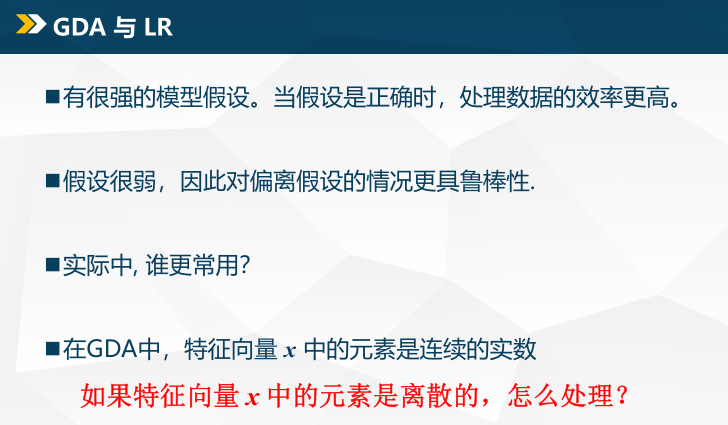 GDA 与 LR
■有很强的模型假设。当假设是正确时，处理数据的效率更高。
■假设很弱，因此对偏离假设的情况更具鲁棒性.
■实际中, 谁更常用？
■在GDA中，特征向量 x 中的元素是连续的实数
如果特征向量 x 中的元素是离散的，怎么处理？